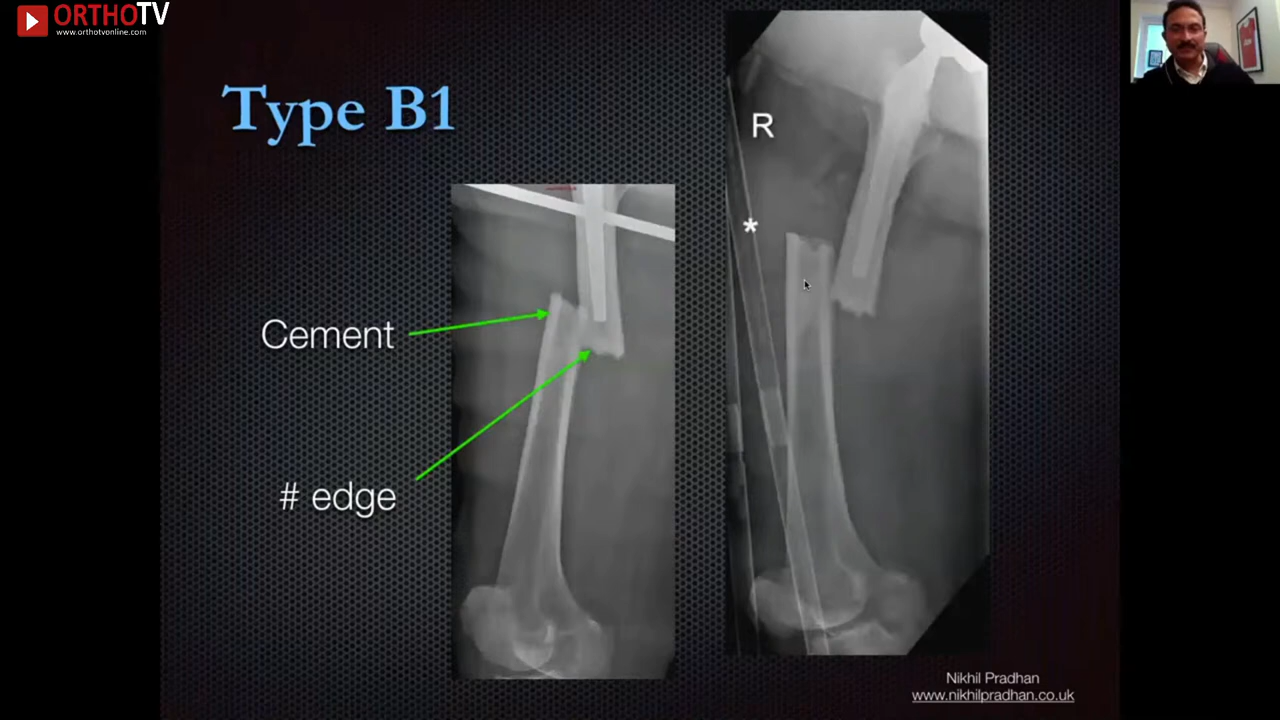 ORTHOTV
www.orthotvonline.com
Type B1
R
*
Cement
# edge
Nikhil Pradhan
www.nikhilpradhan.co.uk